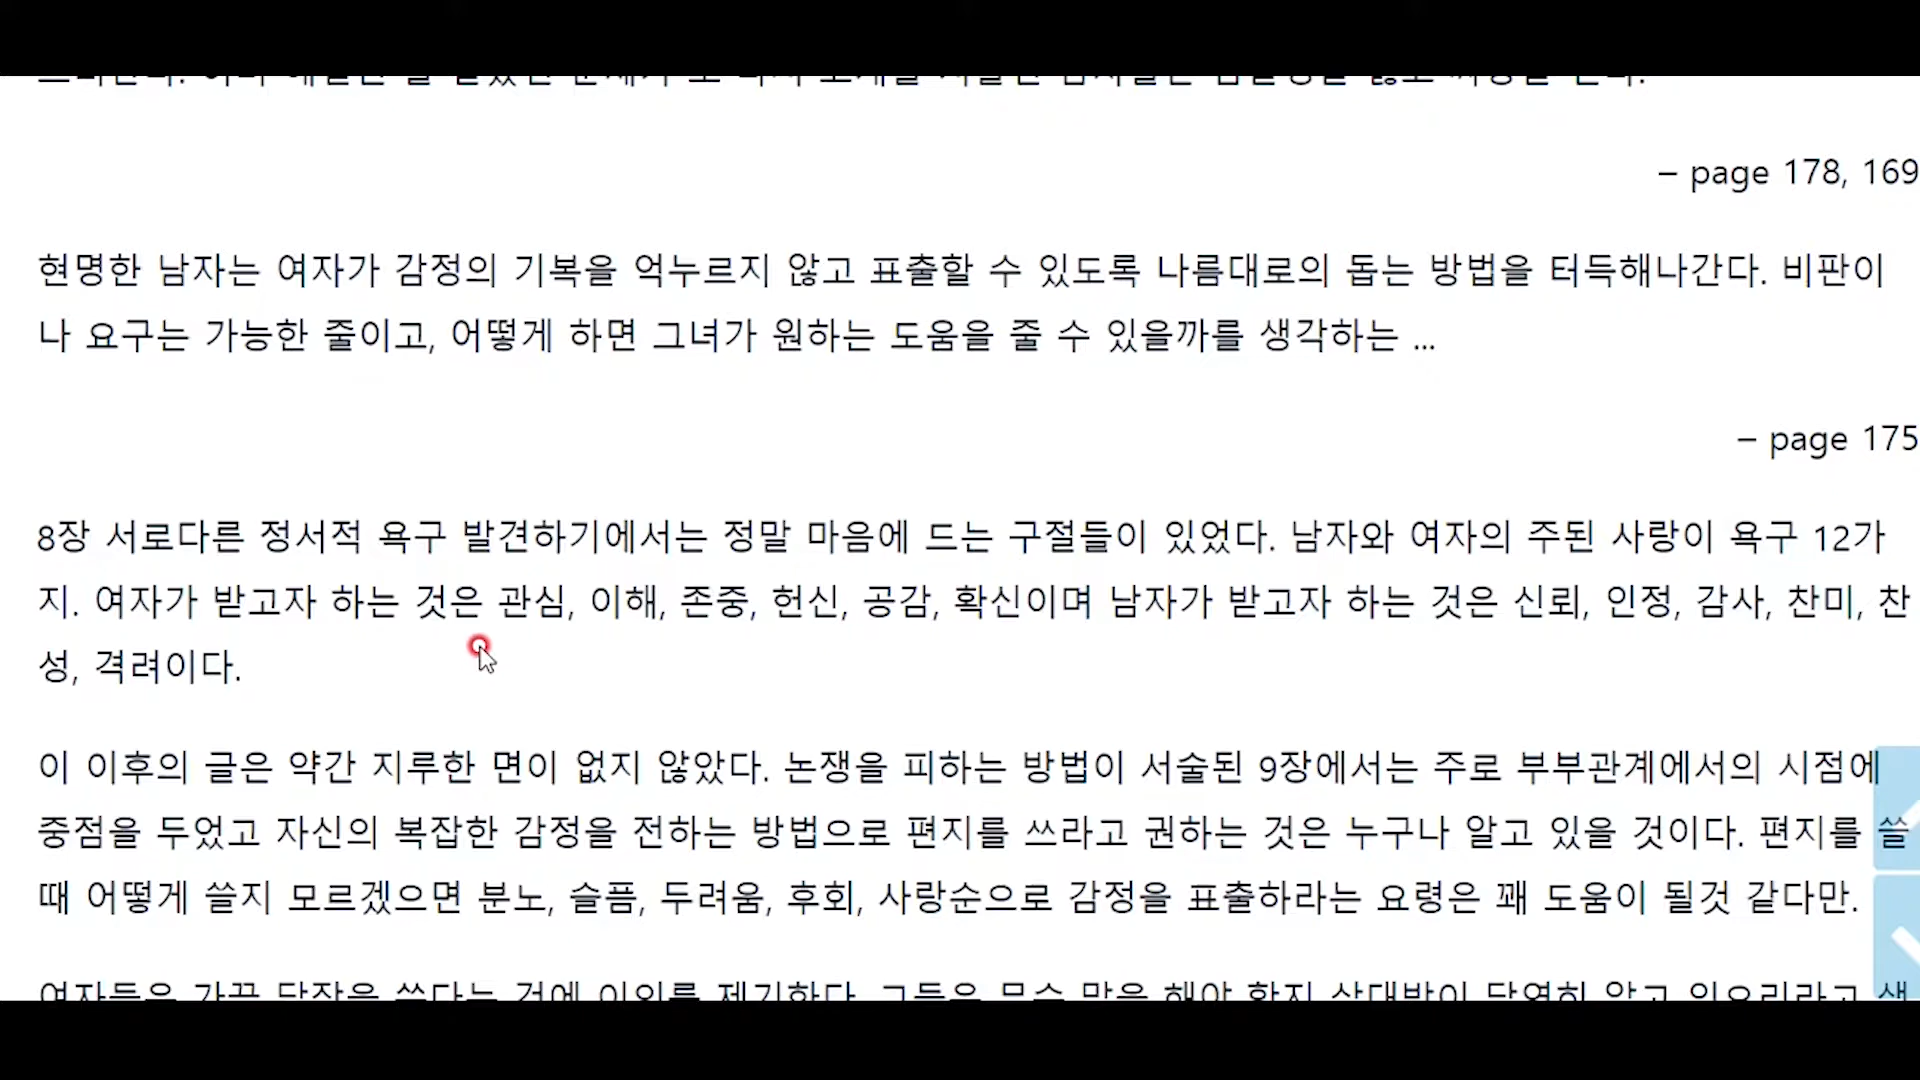 – page 178, 169
현명한 남자는 여자가 감정의 기복을 억누르지 않고 표출할 수 있도록 나름대로의 돕는 방법을 터득해나간다. 비판이
나 요구는 가능한 줄이고, 어떻게 하면 그녀가 원하는 도움을 줄 수 있을까를 생각하는 ...
– page 175
8장 서로다른 정서적 욕구 발견하기에서는 정말 마음에 드는 구절들이 있었다. 남자와 여자의 주된 사랑이 욕구 12가
지. 여자가 받고자 하는 것은 관심, 이해, 존중, 헌신, 공감, 확신이며 남자가 받고자 하는 것은 신뢰, 인정, 감사, 찬미, 찬
성, 격려이다.
이 이후의 글은 약간 지루한 면이 없지 않았다. 논쟁을 피하는 방법이 서술된 9장에서는 주로 부부관계에서의 시점에
중점을 두었고 자신의 복잡한 감정을 전하는 방법으로 편지를 쓰라고 권하는 것은 누구나 알고 있을 것이다. 편지를 쓸
때 어떻게 쓸지 모르겠으면 분노, 슬픔, 두려움, 후회, 사랑순으로 감정을 표출하라는 요령은 꽤 도움이 될것 같다만.